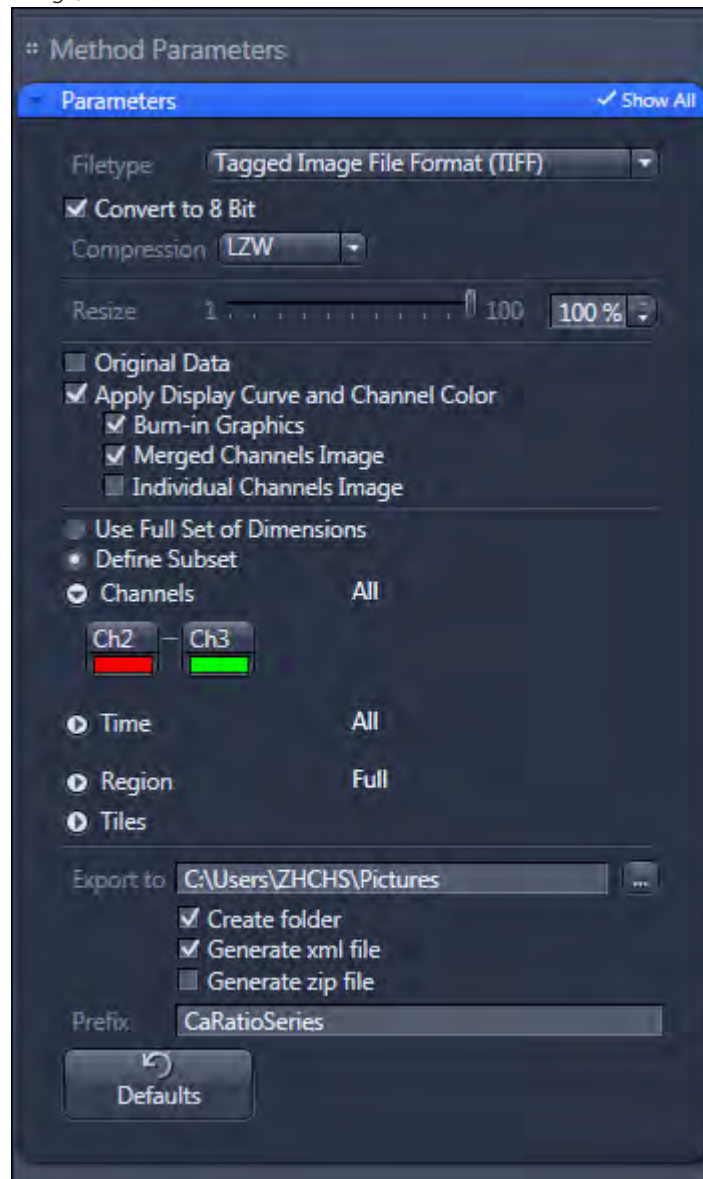 Method Parameters
Parameters Show All
Filetype Tagged Image File Format (TIFF)
Convert to 8 Bit
Compression LZW
Resize 1 100 100 %
Original Data
Apply Display Curve and Channel Color
Burn-in Graphics
Merged Channels Image
Individual Channels Image
Use Full Set of Dimensions
Define Subset
Channels All
Ch2 – Ch3
Time All
Region Full
Tiles
Export to C:\Users\ZHCHS\Pictures ...
Create folder
Generate xml file
Generate zip file
Prefix CaRatioSeries
Defaults